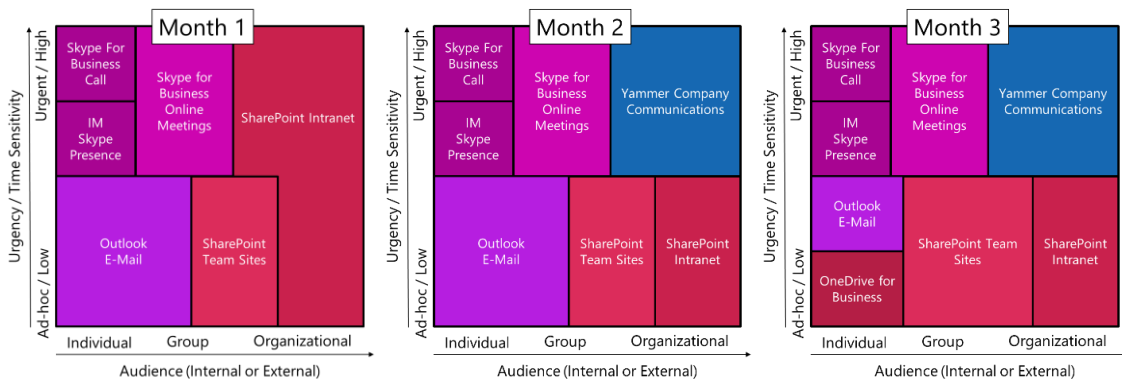 Month 1
Urgency / Time Sensitivity
Urgent / High
Ad-hoc / Low
Skype For
Business
Call
IM
Skype
Presence
Skype for
Business
Online
Meetings
SharePoint Intranet
Outlook
E-Mail
SharePoint
Team Sites
Individual
Group
Organizational
Audience (Internal or External)
Month 2
Urgency / Time Sensitivity
Urgent / High
Ad-hoc / Low
Skype For
Business
Call
IM
Skype
Presence
Skype for
Business
Online
Meetings
Yammer Company
Communications
Outlook
E-Mail
SharePoint
Team Sites
SharePoint
Intranet
Individual
Group
Organizational
Audience (Internal or External)
Month 3
Urgency / Time Sensitivity
Urgent / High
Ad-hoc / Low
Skype For
Business
Call
IM
Skype
Presence
Skype for
Business
Online
Meetings
Yammer Company
Communications
Outlook
E-Mail
OneDrive for
Business
SharePoint Team
Sites
SharePoint
Intranet
Individual
Group
Organizational
Audience (Internal or External)